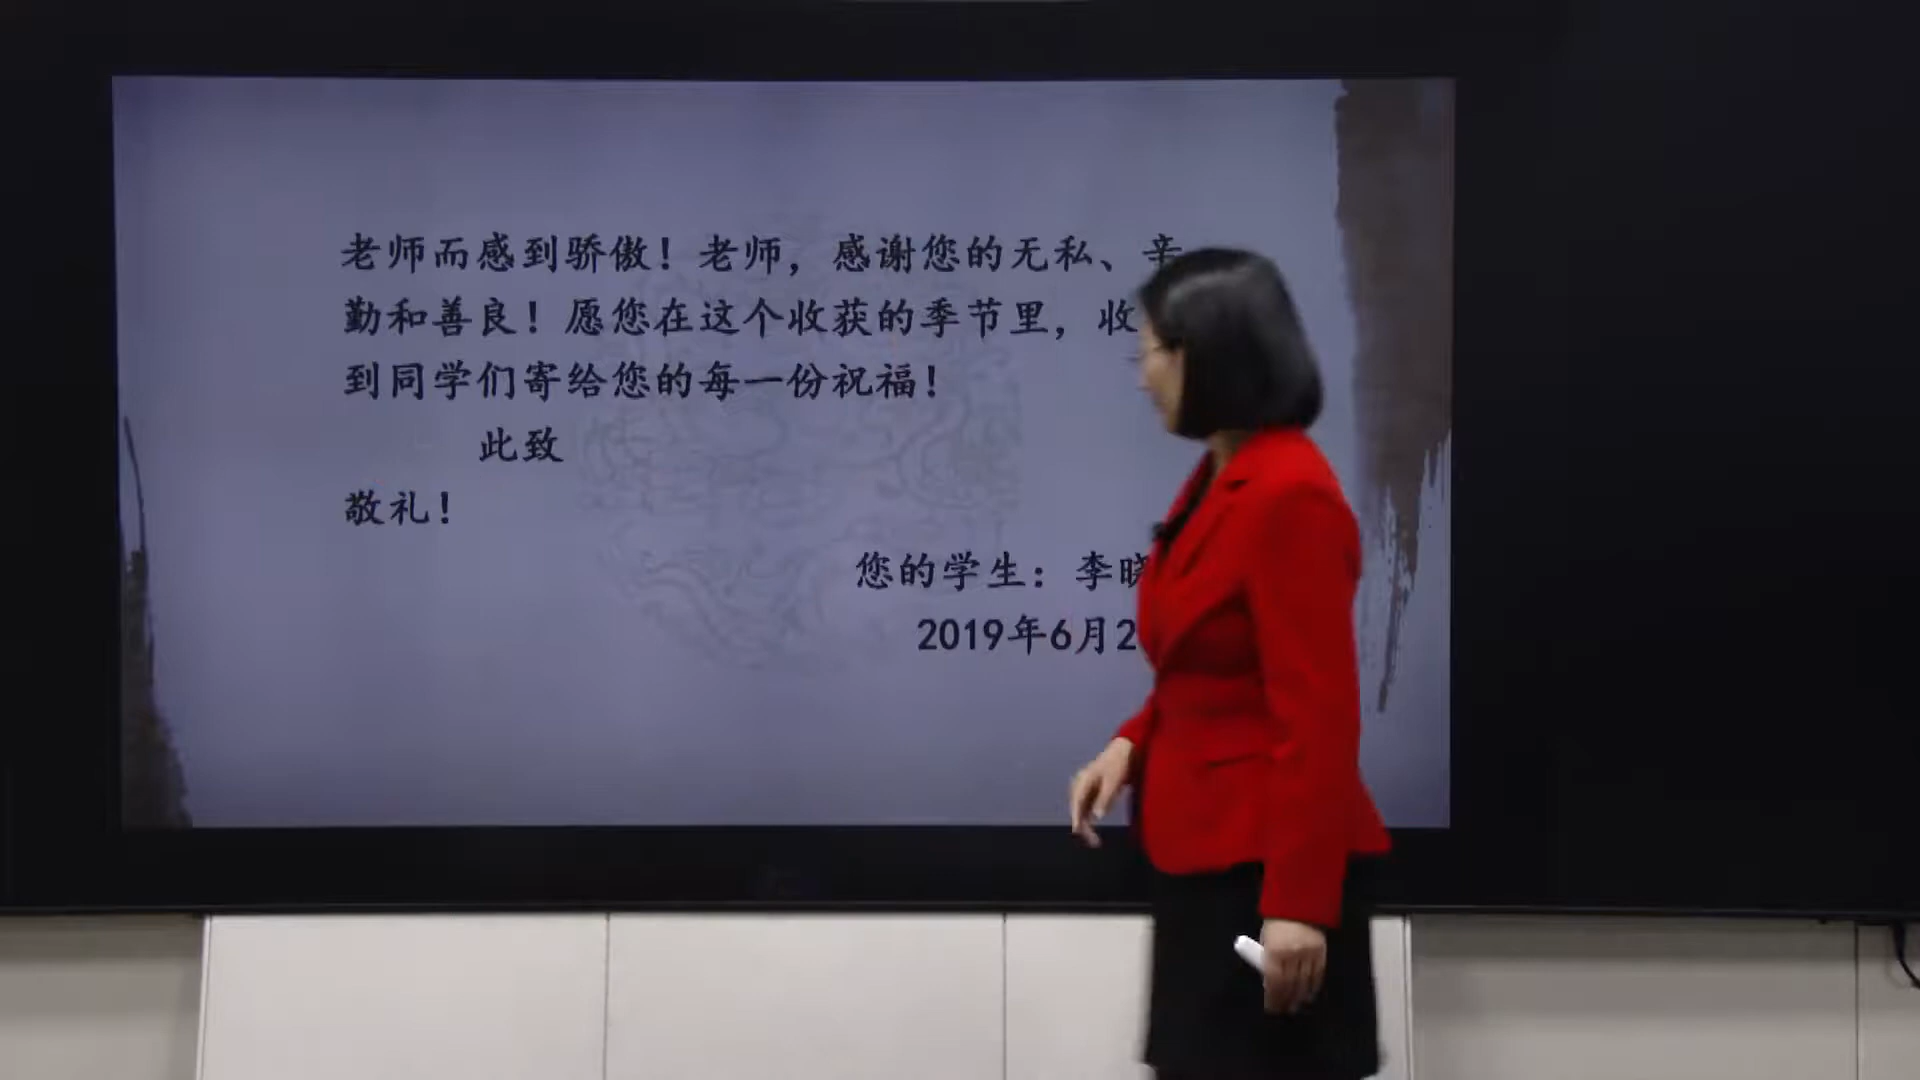 老师而感到骄傲！老师，感谢您的无私、辛
勤和善良！愿您在这个收获的季节里，收
到同学们寄给您的每一份祝福！
此致
敬礼！
您的学生：李晓
2019年6月2